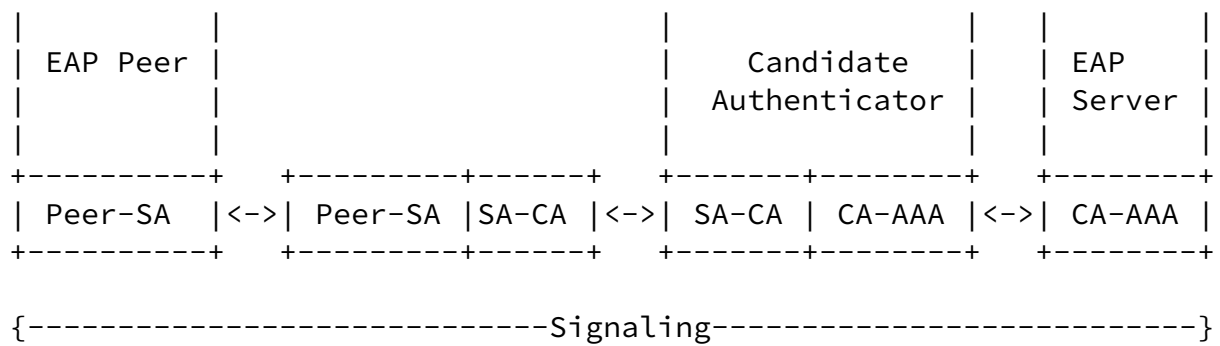 |          |                           |                |   |        |
| EAP Peer |                           |    Candidate   |   | EAP    |
|          |                           |  Authenticator |   | Server |
|          |                           |                |   |        |
+----------+   +---------+------+   +-------+--------+   +--------+
| Peer-SA  |<->| Peer-SA |SA-CA |<->| SA-CA | CA-AAA |<->| CA-AAA |
+----------+   +---------+------+   +-------+--------+   +--------+
{-----------------------------Signaling---------------------------}